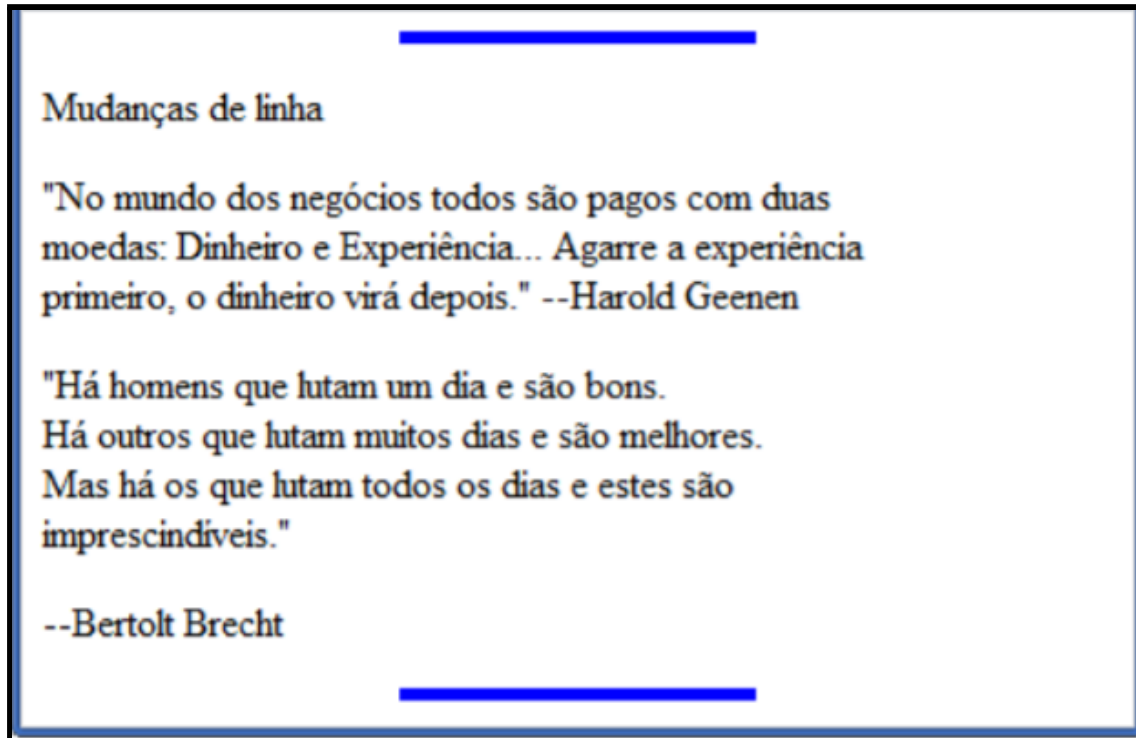 Mudanças de linha
"No mundo dos negócios todos são pagos com duas
moedas: Dinheiro e Experiência... Agarre a experiência
primeiro, o dinheiro virá depois." --Harold Geenen
"Há homens que lutam um dia e são bons.
Há outros que lutam muitos dias e são melhores.
Mas há os que lutam todos os dias e estes são
imprescindíveis."
--Bertolt Brecht